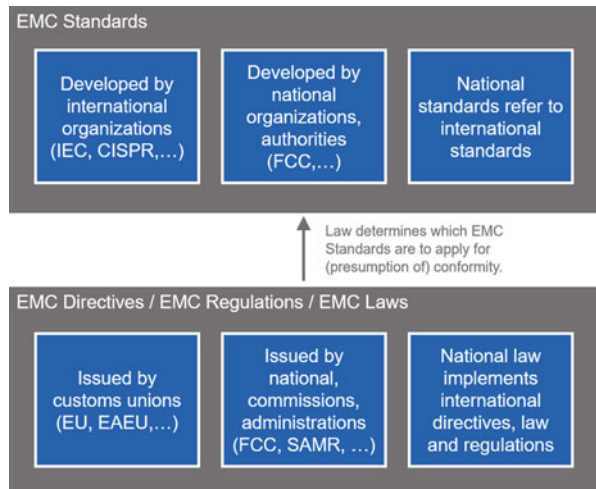 EMC Standards
Developed by
international
organizations
(IEC, CISPR,...)
Developed by
national
organizations,
authorities
(FCC,...)
National
standards refer to
international
standards
Law determines which EMC
Standards are to apply for
(presumption of) conformity.
EMC Directives / EMC Regulations / EMC Laws
Issued by
customs unions
(EU, EAEU,...)
Issued by
national,
commissions,
administrations
(FCC, SAMR, ...)
National law
implements
international
directives, law
and regulations